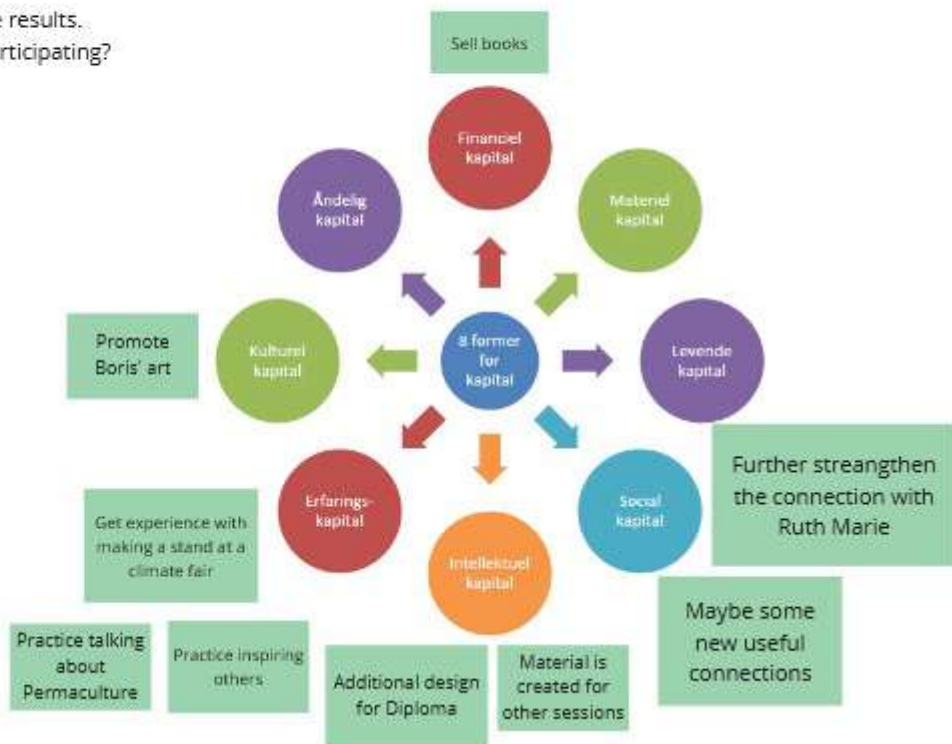 e results.
rticipating?
Sell books
Financiel
kapital
Åndelig
kapital
Materiel
kapital
Promote
Boris' art
Kulturel
kapital
8 former
for
kapital
Levende
kapital
Further streangthen
the connection with
Ruth Marie
Erfarings-
kapital
Social
kapital
Get experience with
making a stand at a
climate fair
Intellektuel
kapital
Maybe some
new useful
connections
Practice talking
about
Permaculture
Practice inspiring
others
Additional design
for Diploma
Material is
created for
other sessions